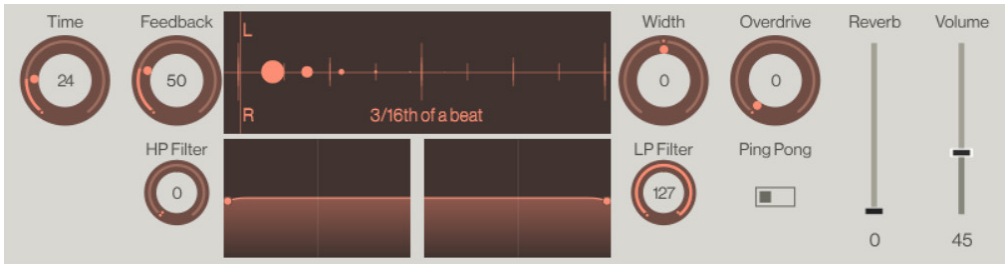 Time
Feedback
L
Width
Overdrive
Reverb
Volume
24
50
0
0
R
3/16th of a beat
HP Filter
LP Filter
Ping Pong
0
127
0
45